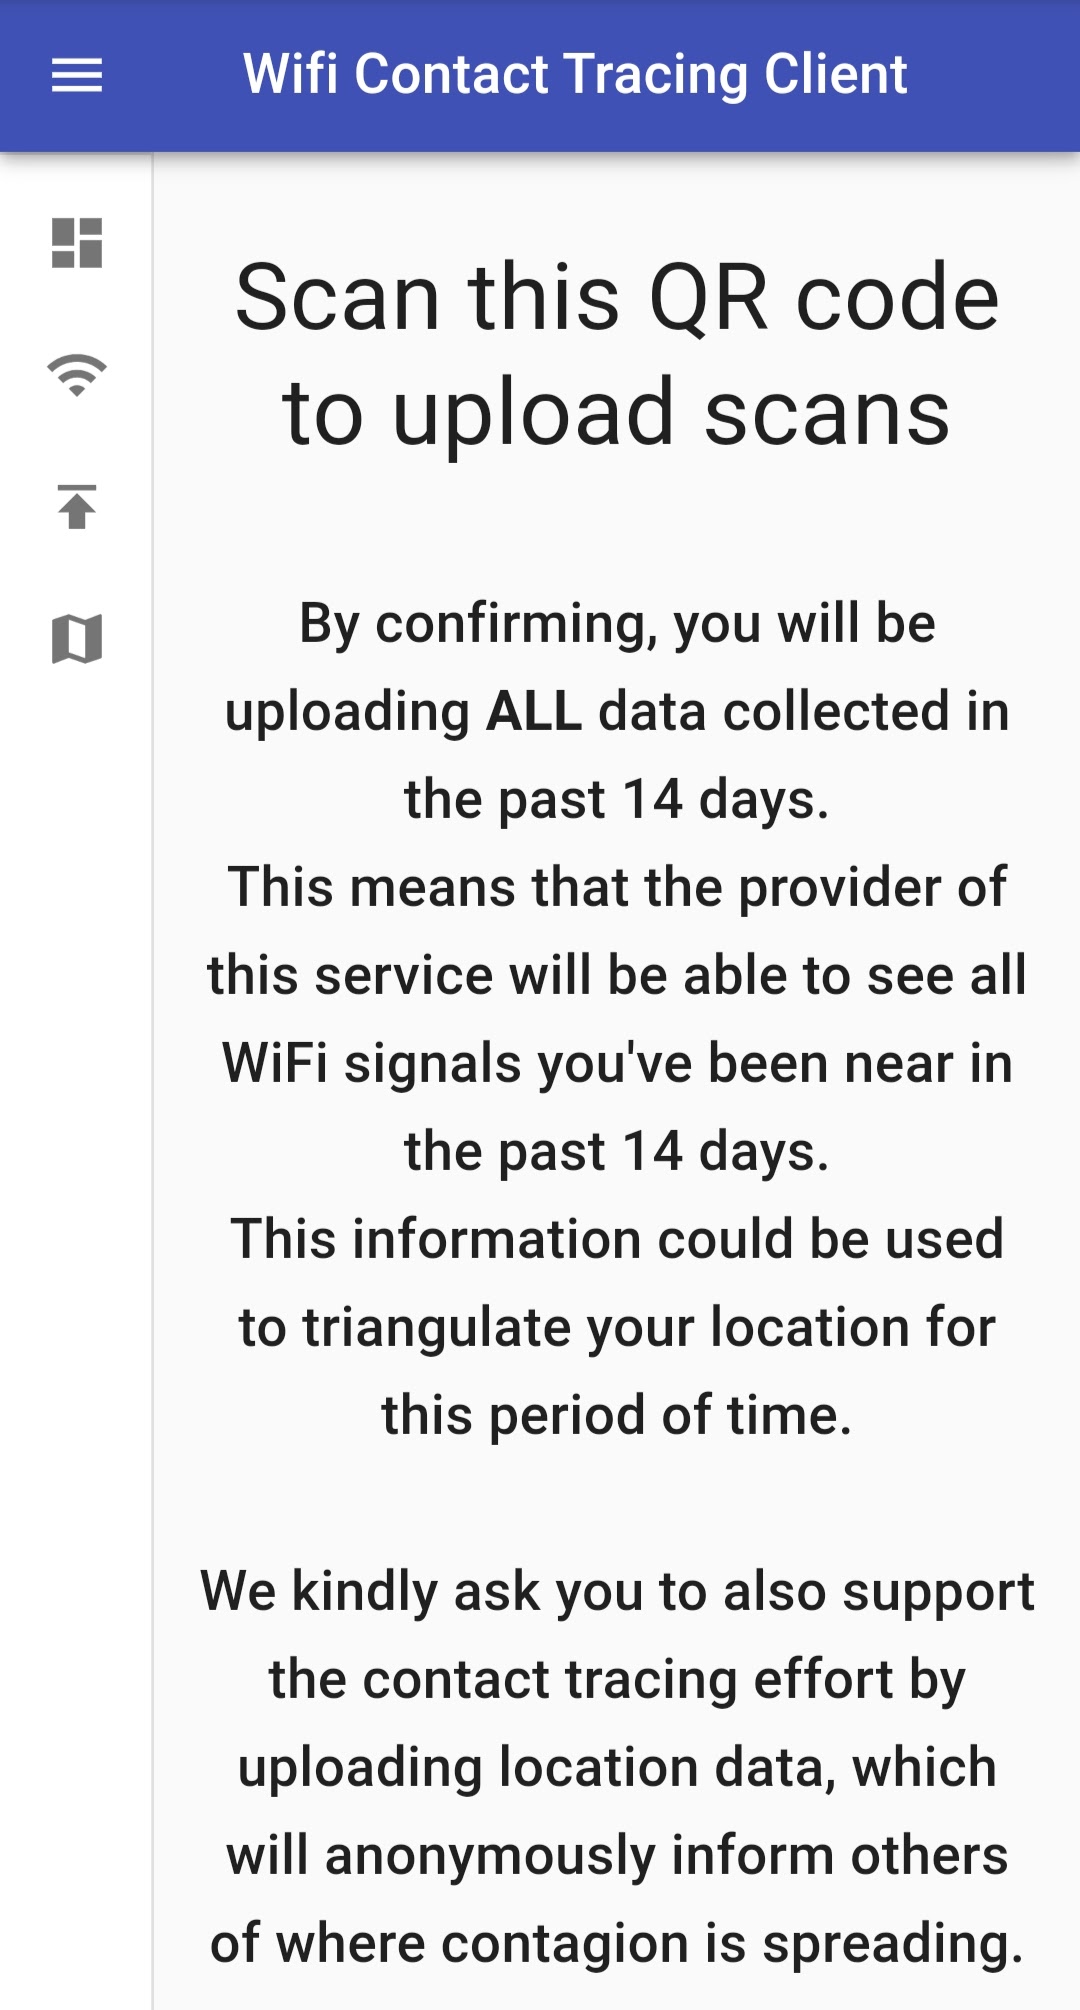 Wifi Contact Tracing Client
Scan this QR code
to upload scans
By confirming, you will be
uploading ALL data collected in
the past 14 days.
This means that the provider of
this service will be able to see all
WiFi signals you've been near in
the past 14 days.
This information could be used
to triangulate your location for
this period of time.
We kindly ask you to also support
the contact tracing effort by
uploading location data, which
will anonymously inform others
of where contagion is spreading.